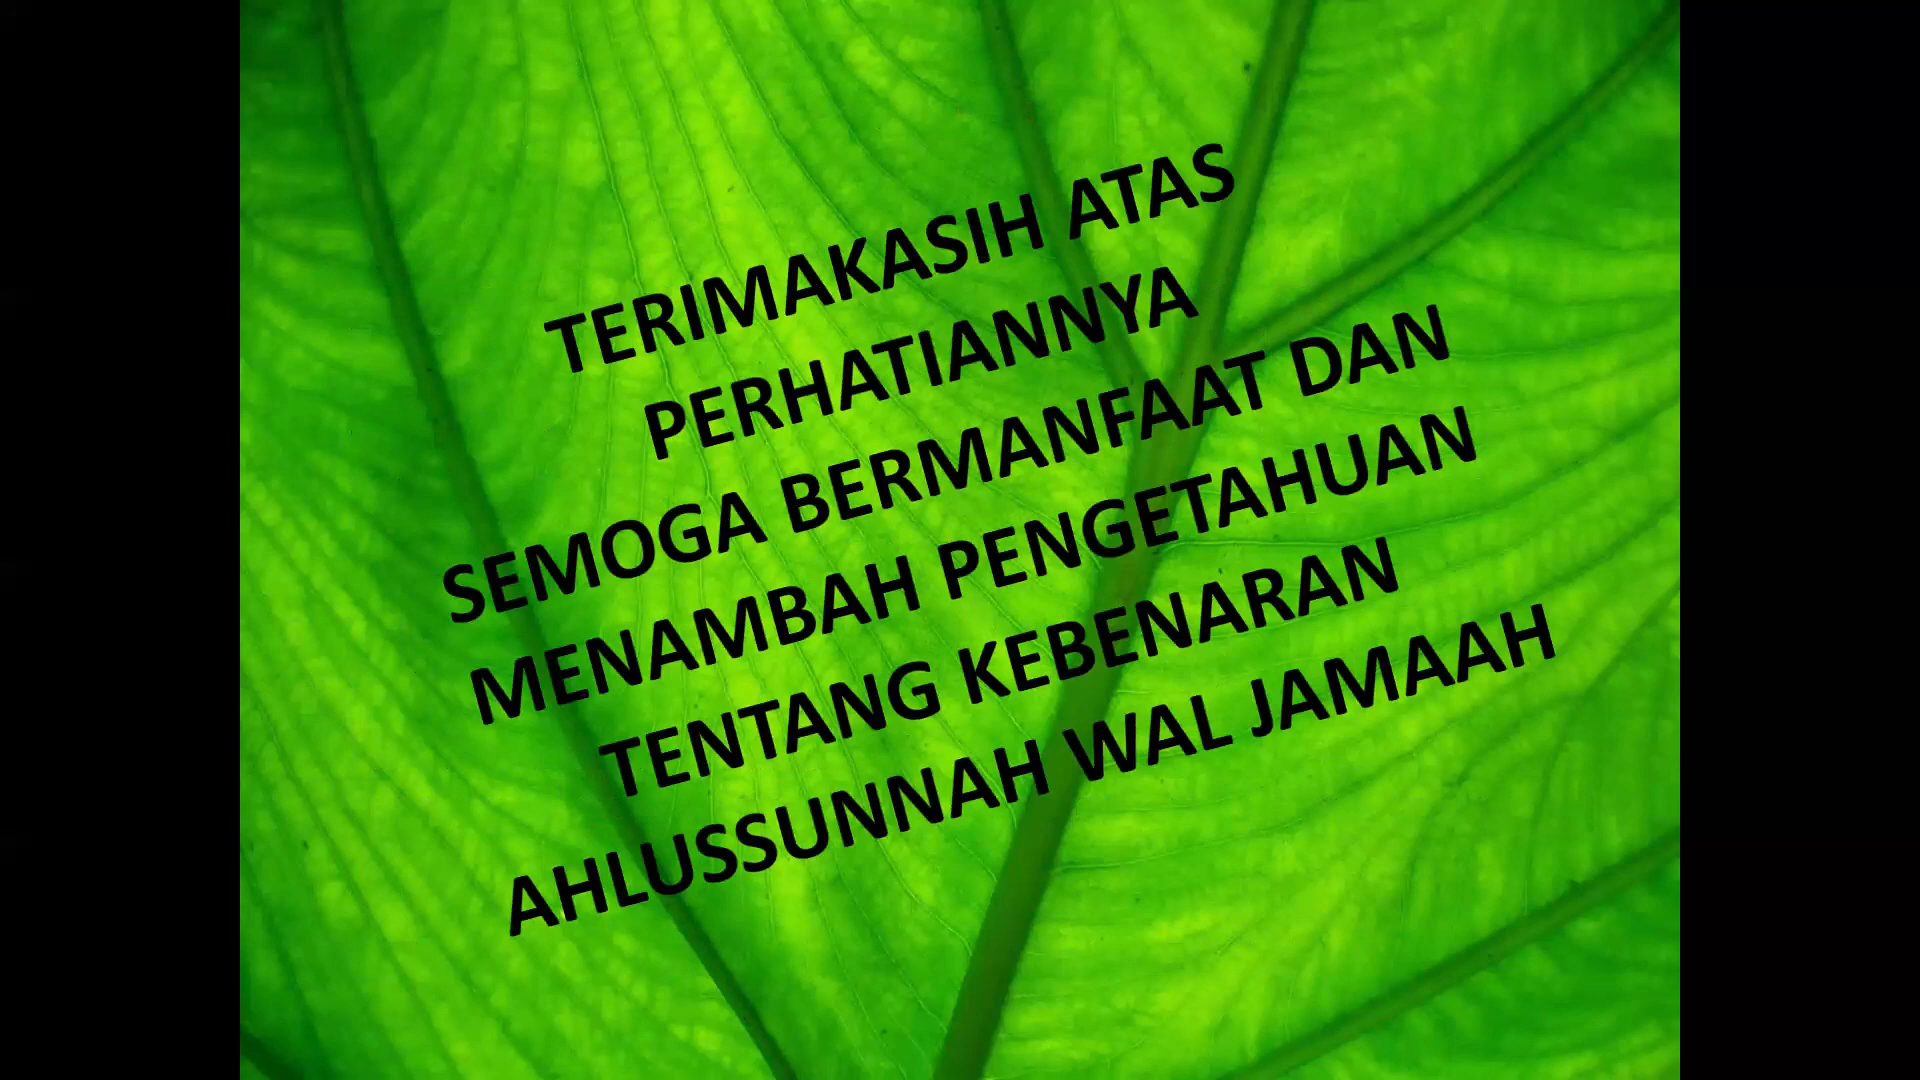 TERIMAKASIH ATAS
PERHATIANNYA
SEMOGA BERMANFAAT DAN
MENAMBAH PENGETAHUAN
TENTANG KEBENARAN
AHLUSSUNNAH WAL JAMAAH